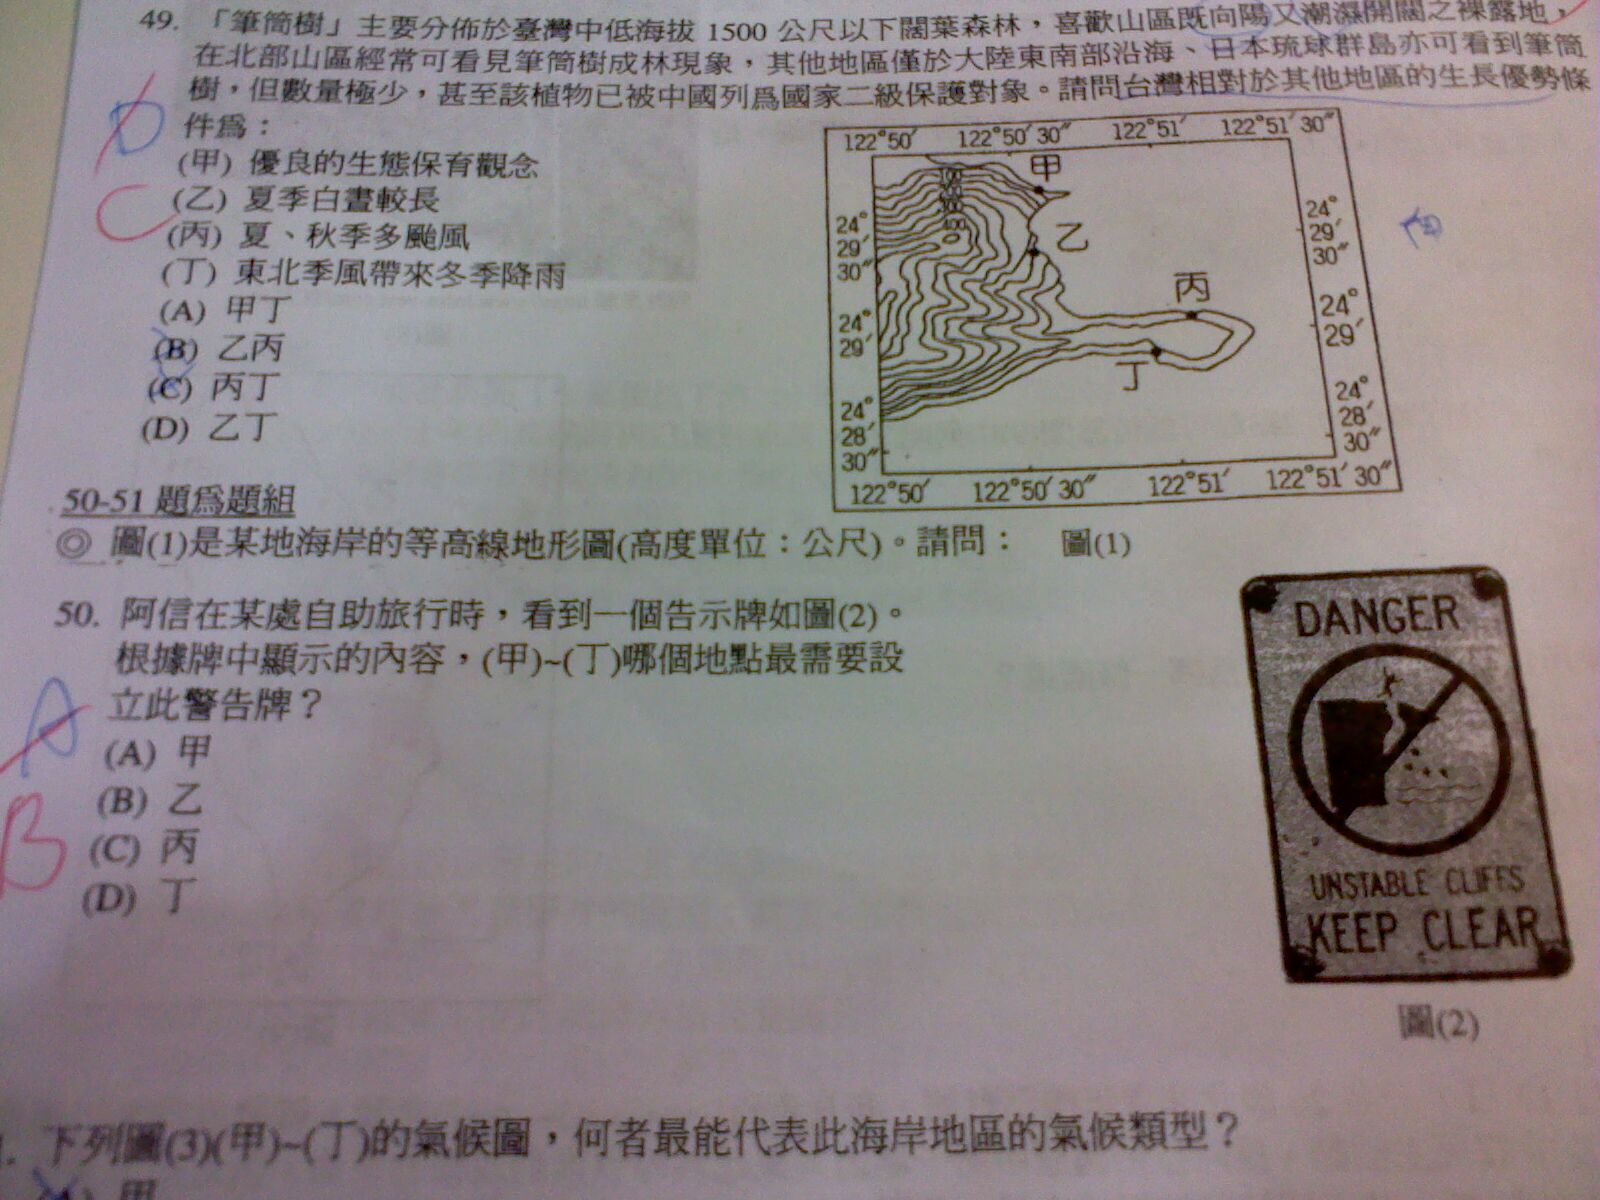 49. 「筆筒樹」主要分佈於臺灣中低海拔 1500 公尺以下闊葉森林，喜歡山區既向陽又潮濕開闊之裸露地，
在北部山區經常可看見筆筒樹成林現象，其他地區僅於大陸東南部沿海、日本琉球群島亦可看到筆筒
樹，但數量極少，甚至該植物已被中國列爲國家二級保護對象。請問台灣相對於其他地區的生長優勢條
件爲：
D
C
(甲) 優良的生態保育觀念
(乙) 夏季白晝較長
(丙) 夏、秋季多颱風
(丁) 東北季風帶來冬季降雨
(A) 甲丁
(B) 乙丙
(C) 丙丁
(D) 乙丁
122°50′ 122°50′30″ 122°51′ 122°51′30″
甲
100
400
乙
丙
丁
24°
29′
30″
24°
29′
24°
28′
30″
24°
29′
30″
24°
29′
24°
28′
30″
122°50′ 122°50′30″ 122°51′ 122°51′30″
圖(1)
50-51 題爲題組
◎ 圖(1)是某地海岸的等高線地形圖(高度單位：公尺)。請問：
50. 阿信在某處自助旅行時，看到一個告示牌如圖(2)。
根據牌中顯示的內容，(甲)~(丁)哪個地點最需要設
立此警告牌？
A
B
(A) 甲
(B) 乙
(C) 丙
(D) 丁
DANGER
UNSTABLE CLIFFS
KEEP CLEAR
圖(2)
下列圖(3)(甲)~(丁)的氣候圖，何者最能代表此海岸地區的氣候類型？
甲